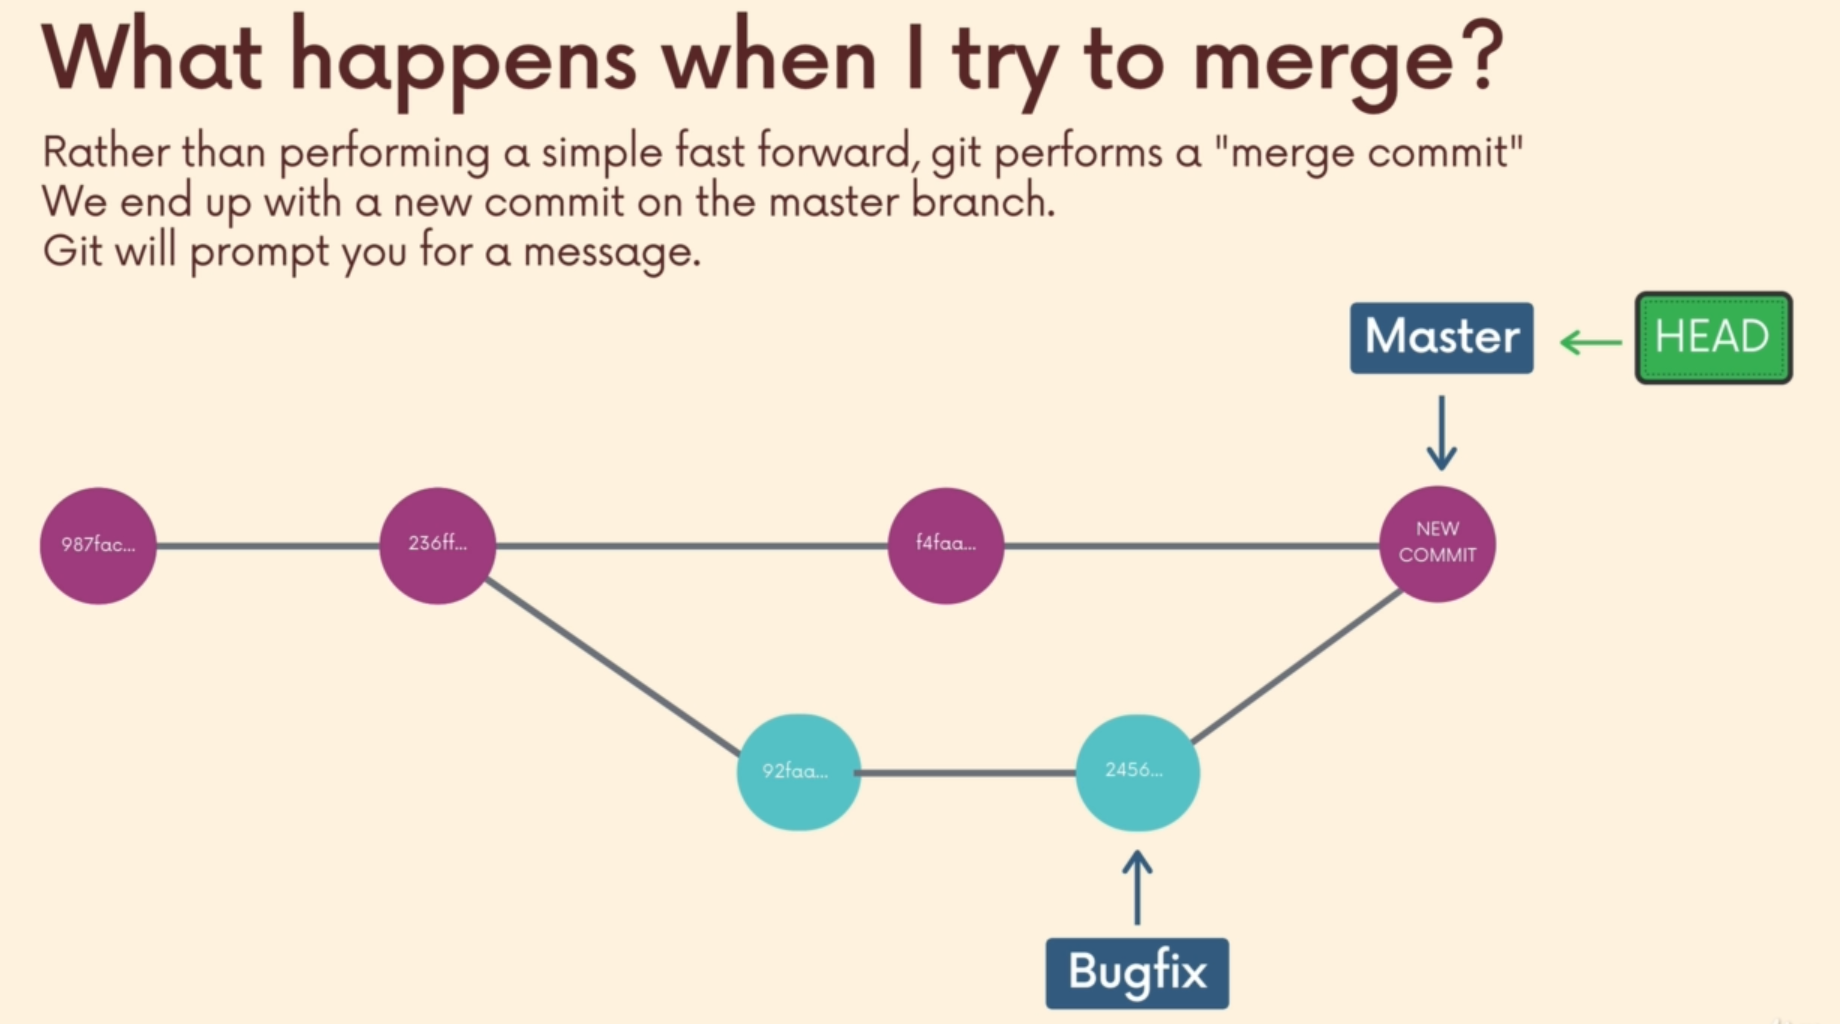 What happens when I try to merge?
Rather than performing a simple fast forward, git performs a "merge commit"
We end up with a new commit on the master branch.
Git will prompt you for a message.
Master
HEAD
987fac...
236ff...
f4faa...
NEW
COMMIT
92faa...
2456...
Bugfix